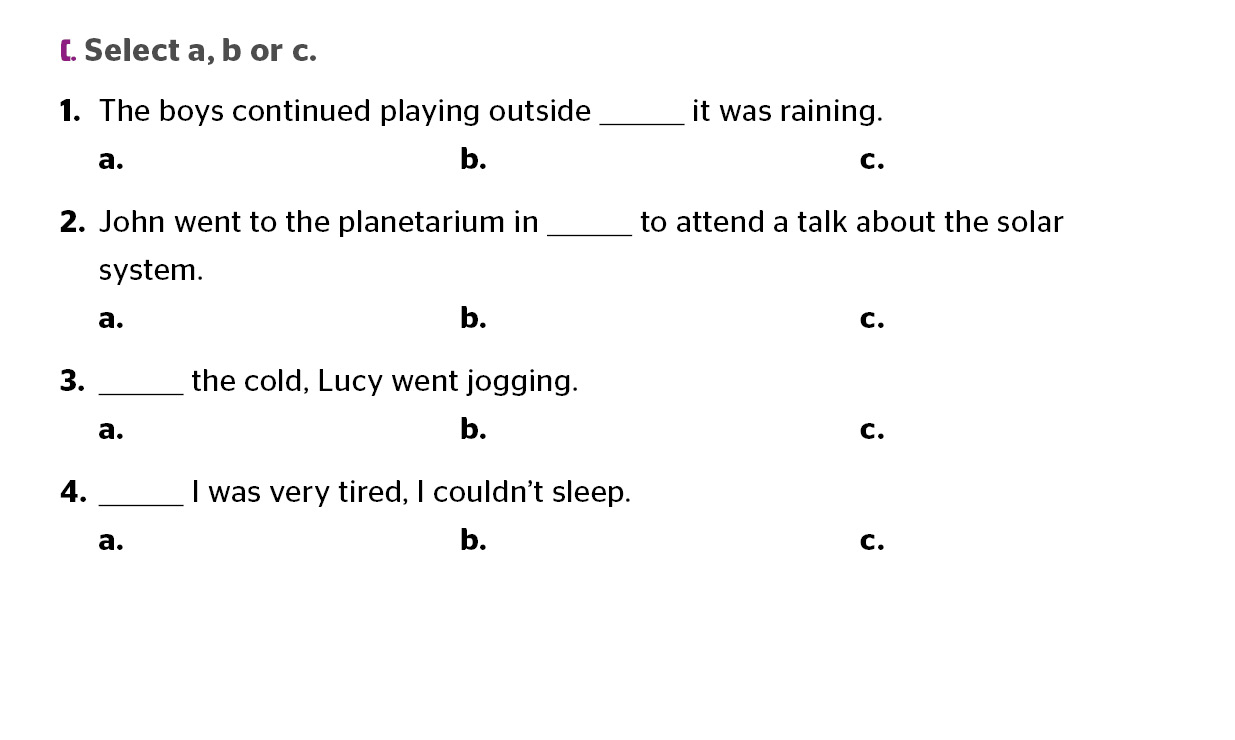 C. Select a, b or c.
1. The boys continued playing outside ______ it was raining.
a. b. c.
2. John went to the planetarium in ______ to attend a talk about the solar
system.
a. b. c.
3. ______ the cold, Lucy went jogging.
a. b. c.
4. ______ I was very tired, I couldn’t sleep.
a. b. c.